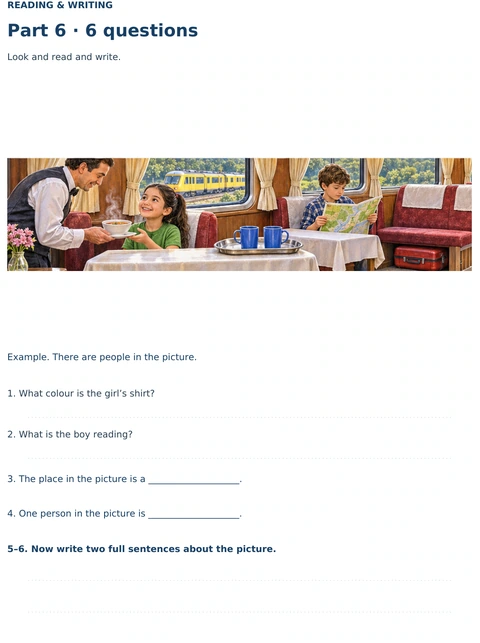 READING & WRITING
Part 6 · 6 questions
Look and read and write.
Example. There are people in the picture.
1. What colour is the girl’s shirt?
2. What is the boy reading?
3. The place in the picture is a ____________________.
4. One person in the picture is ____________________.
5–6. Now write two full sentences about the picture.